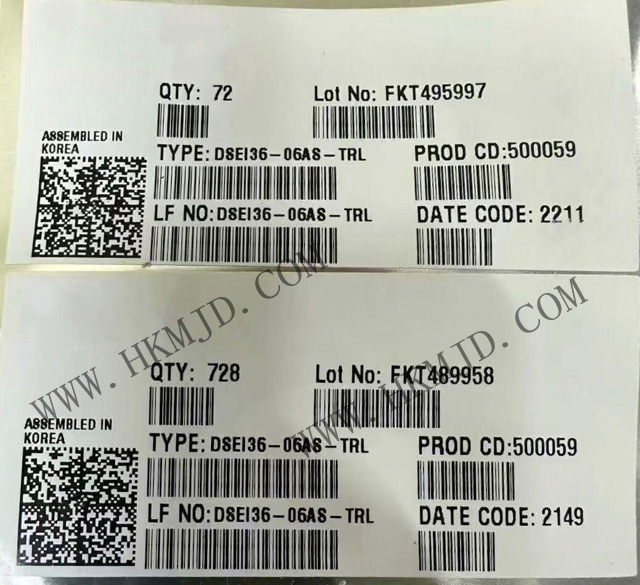 QTY: 72 Lot No: FKT495997
ASSEMBLED IN
KOREA
TYPE: DSEI36-06AS-TRL PROD CD:500059
LF NO: DSEI36-06AS-TRL DATE CODE: 2211
WWW.HKMJD.COM
WWW.HKMJD.COM
QTY: 728 Lot No: FKT489958
ASSEMBLED IN
KOREA
TYPE: DSEI36-06AS-TRL PROD CD:500059
LF NO: DSEI36-06AS-TRL DATE CODE: 2149